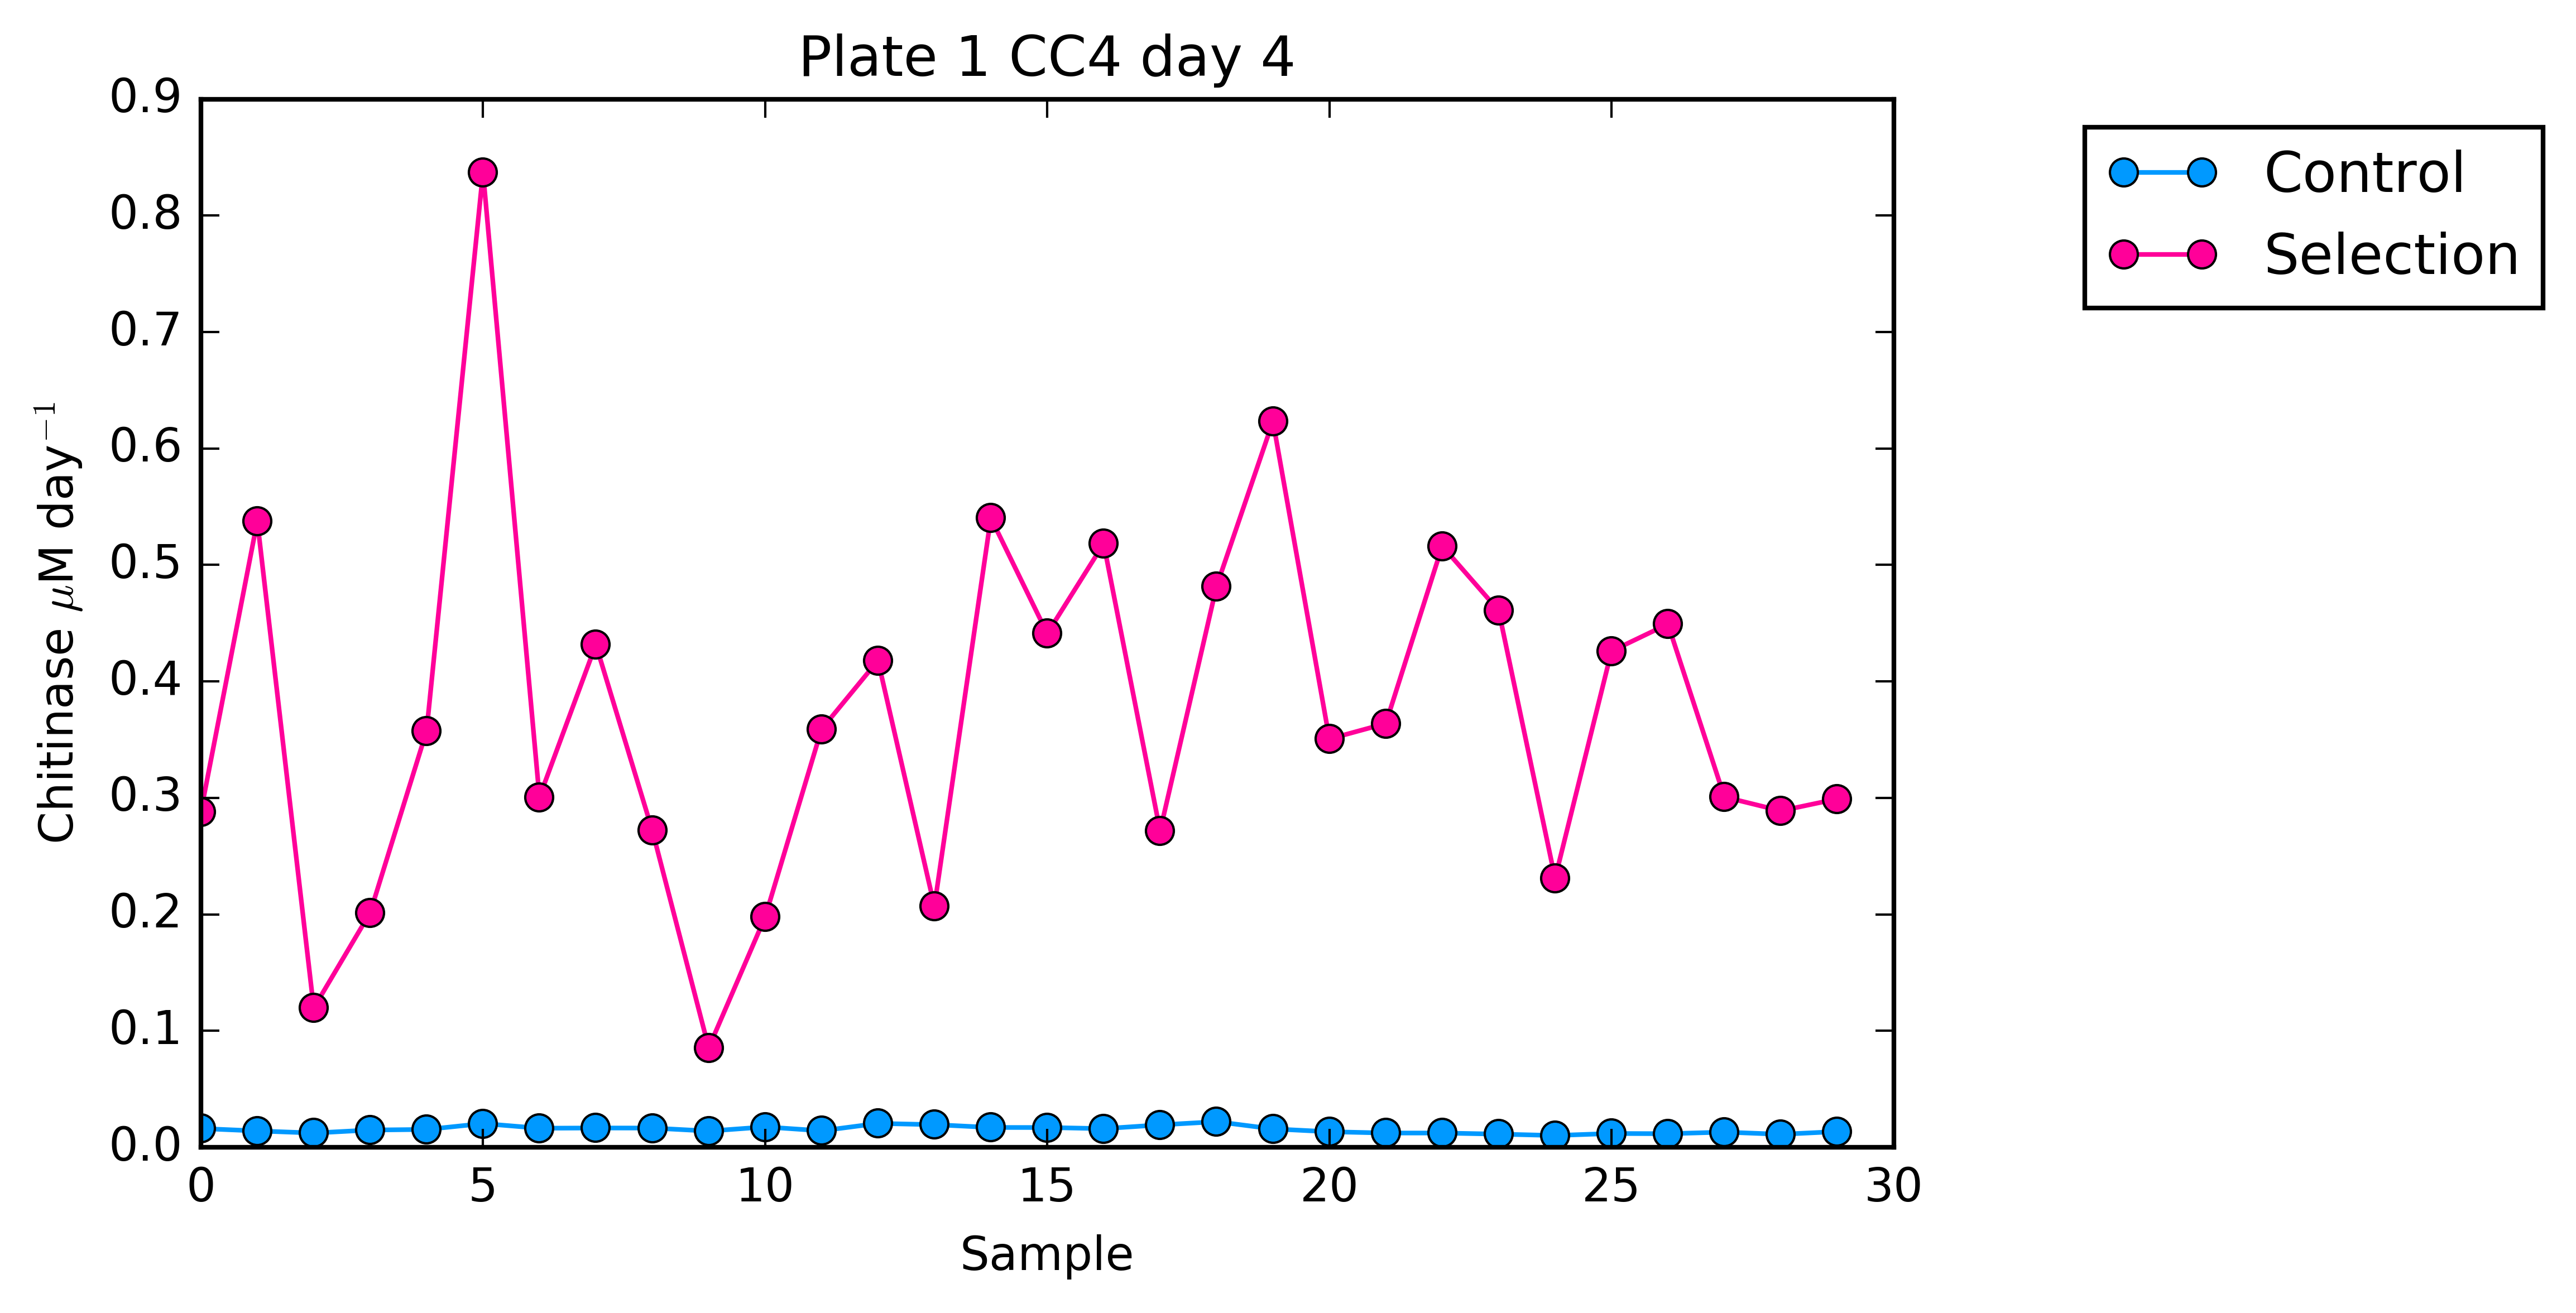 Plate 1 CC4 day 4
0.9
0.8
0.7
0.6
0.5
0.4
0.3
0.2
0.1
0.0
Chitinase μM day⁻¹
0 5 10 15 20 25 30
Sample
Control
Selection